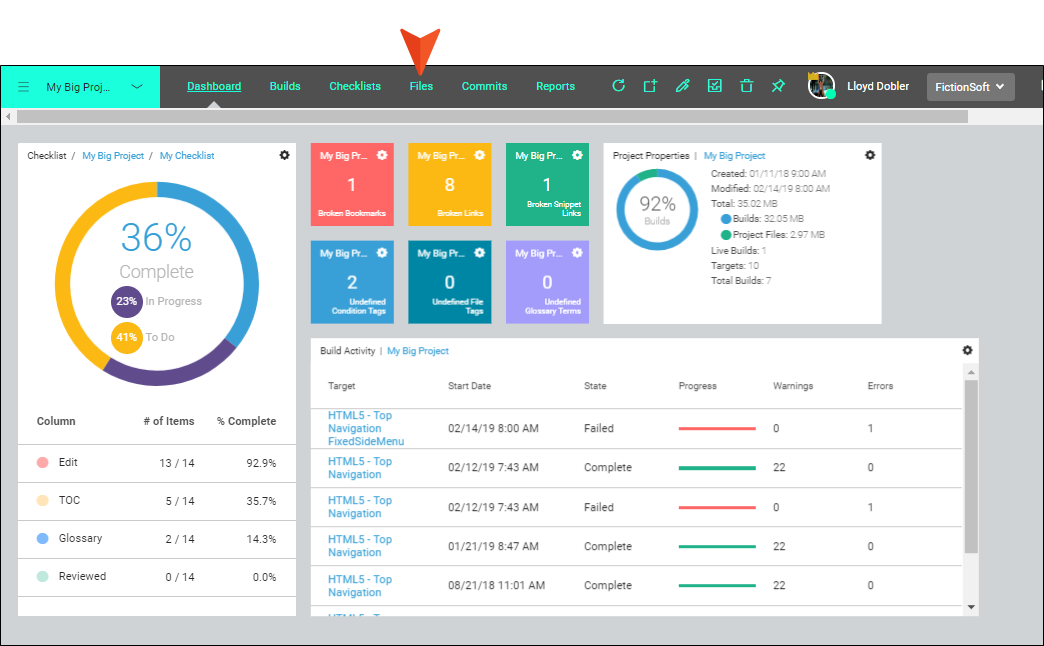 My Big Proj...
Dashboard
Builds
Checklists
Files
Commits
Reports
Lloyd Dobler
FictionSoft
Checklist / My Big Project / My Checklist
36%
Complete
23% In Progress
41% To Do
Column # of Items % Complete
Edit 13 / 14 92.9%
TOC 5 / 14 35.7%
Glossary 2 / 14 14.3%
Reviewed 0 / 14 0.0%
My Big Pr...
1
Broken Bookmarks
My Big Pr...
8
Broken Links
My Big Pr...
1
Broken Snippet
Links
My Big Pr...
2
Undefined
Condition Tags
My Big Pr...
0
Undefined File
Tags
My Big Pr...
0
Undefined
Glossary Terms
Project Properties | My Big Project
92%
Builds
Created: 01/11/18 9:00 AM
Modified: 02/14/19 8:00 AM
Total: 35.02 MB
Builds: 32.05 MB
Project Files: 2.97 MB
Live Builds: 1
Targets: 10
Total Builds: 7
Build Activity | My Big Project
Target Start Date State Progress Warnings Errors
HTML5 - Top
Navigation
FixedSideMenu
02/14/19 8:00 AM Failed 0 1
HTML5 - Top
Navigation
02/12/19 7:43 AM Complete 22 0
HTML5 - Top
Navigation
02/12/19 7:43 AM Failed 0 1
HTML5 - Top
Navigation
01/21/19 8:47 AM Complete 22 0
HTML5 - Top
Navigation
08/21/18 11:01 AM Complete 22 0